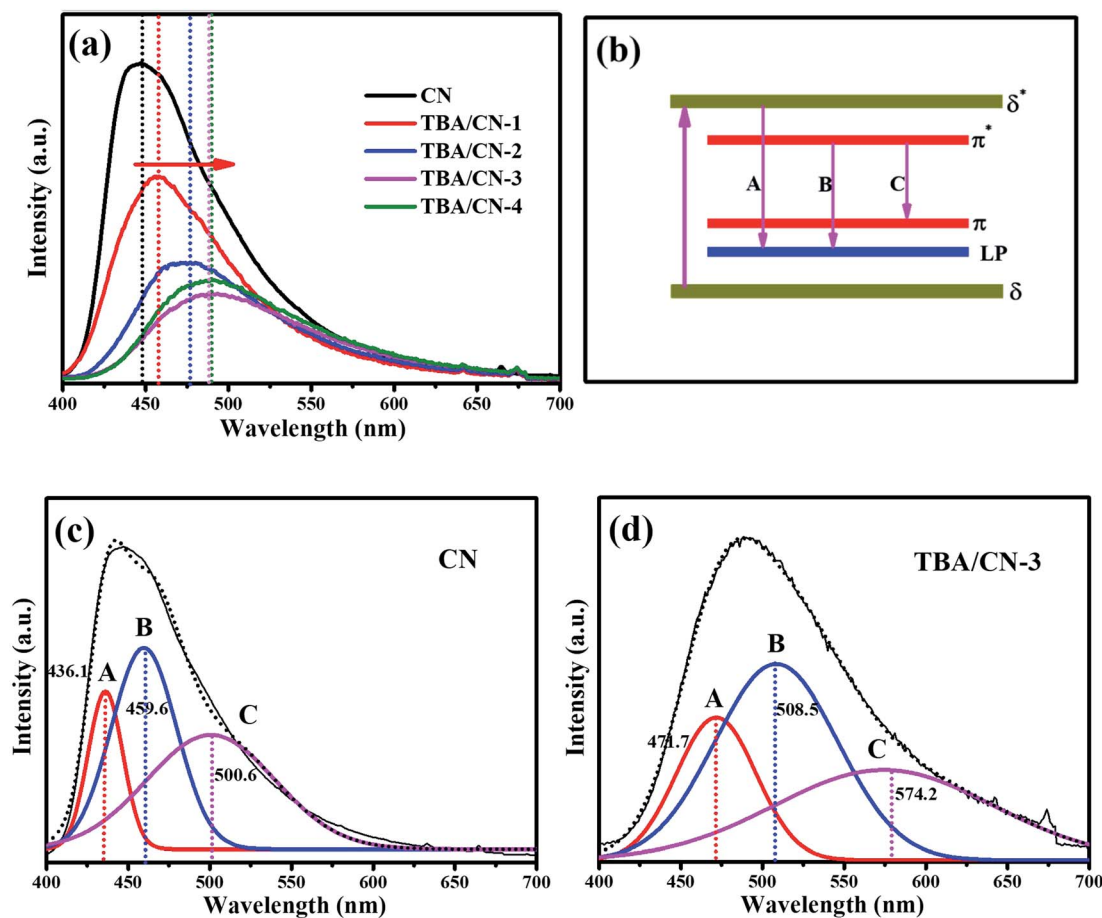 (a)
CN
TBA/CN-1
TBA/CN-2
TBA/CN-3
TBA/CN-4
Intensity (a.u.)
400 450 500 550 600 650 700
Wavelength (nm)
(b)
δ*
π*
A B C
π
LP
δ
(c)
CN
Intensity (a.u.)
436.1
A
B
459.6
C
500.6
400 450 500 550 600 650 700
Wavelength (nm)
(d)
TBA/CN-3
Intensity (a.u.)
471.7
A
B
508.5
C
574.2
400 450 500 550 600 650 700
Wavelength (nm)